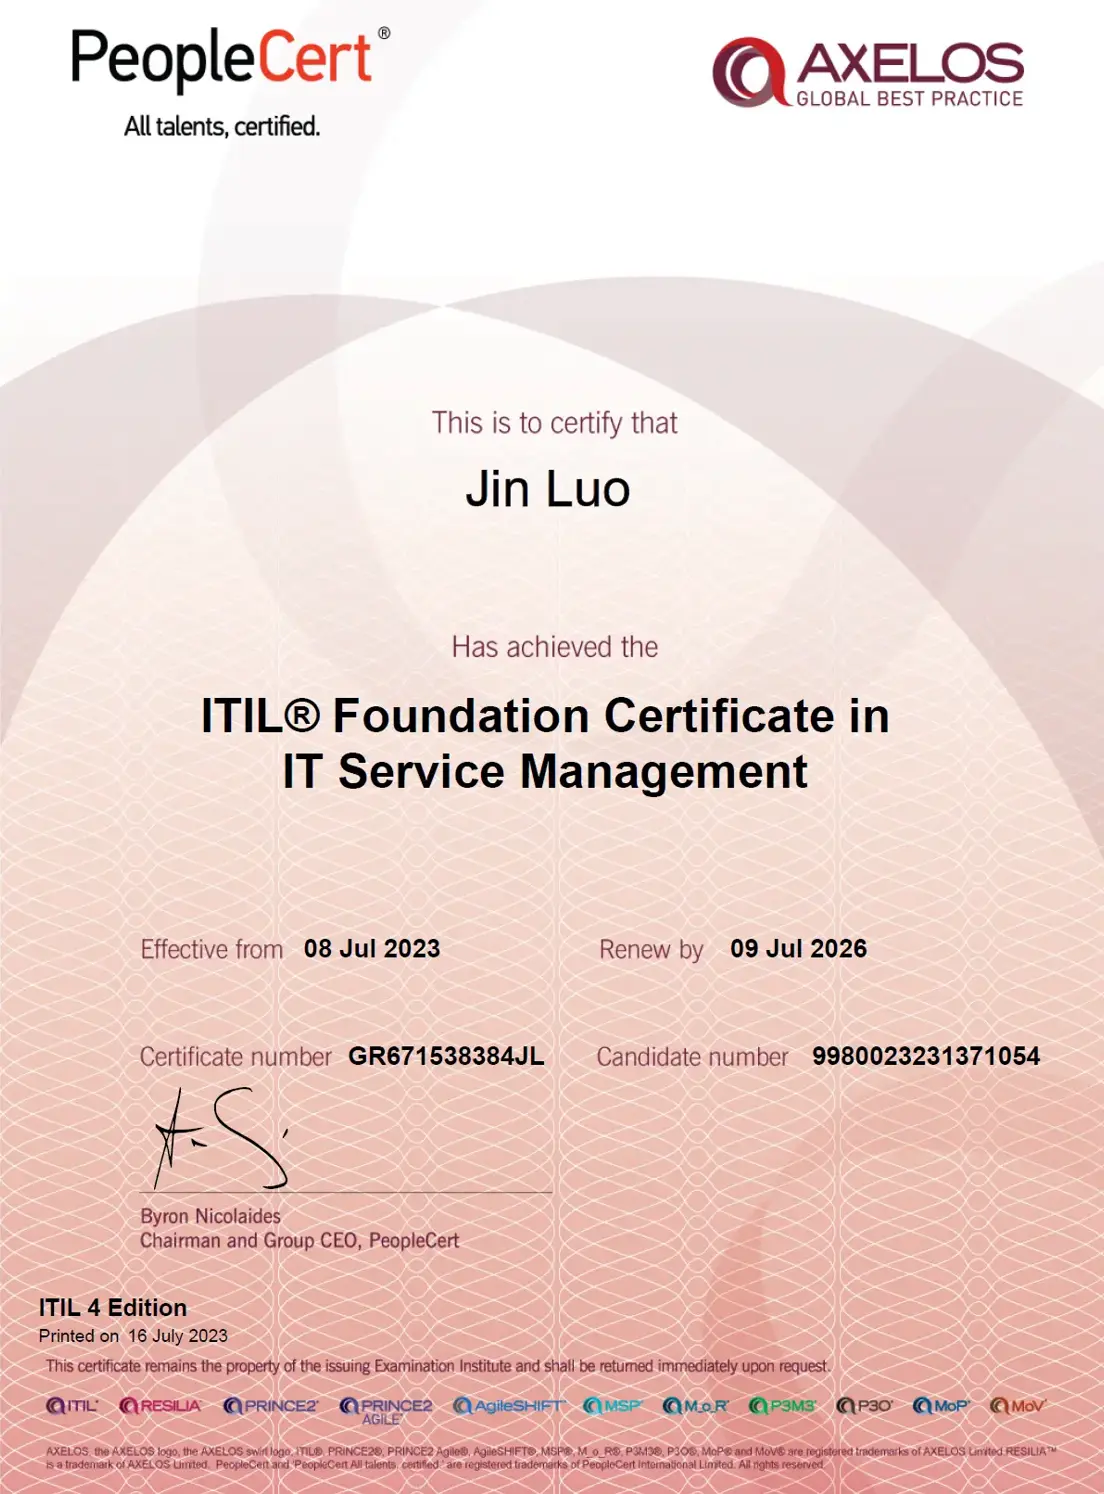 PeopleCert®
All talents, certified.
AXELOS
GLOBAL BEST PRACTICE
This is to certify that
Jin Luo
Has achieved the
ITIL® Foundation Certificate in
IT Service Management
Effective from 08 Jul 2023
Renew by 09 Jul 2026
Certificate number GR671538384JL
Candidate number 9980023231371054
Byron Nicolaides
Chairman and Group CEO, PeopleCert
ITIL 4 Edition
Printed on 16 July 2023
This certificate remains the property of the issuing Examination Institute and shall be returned immediately upon request.
ITIL® RESILIA™ PRINCE2® PRINCE2 AGILE® AgileSHIFT® MSP® M_o_R® P3M3® P3O® MoP® MoV®
AXELOS, the AXELOS logo, the AXELOS swirl logo, ITIL®, PRINCE2®, PRINCE2 Agile®, AgileSHIFT®, MSP®, M_o_R®, P3M3®, P3O®, MoP® and MoV® are registered trademarks of AXELOS Limited. RESILIA™
is a trademark of AXELOS Limited. PeopleCert and 'PeopleCert All talents, certified.' are registered trademarks of PeopleCert International Limited. All rights reserved.